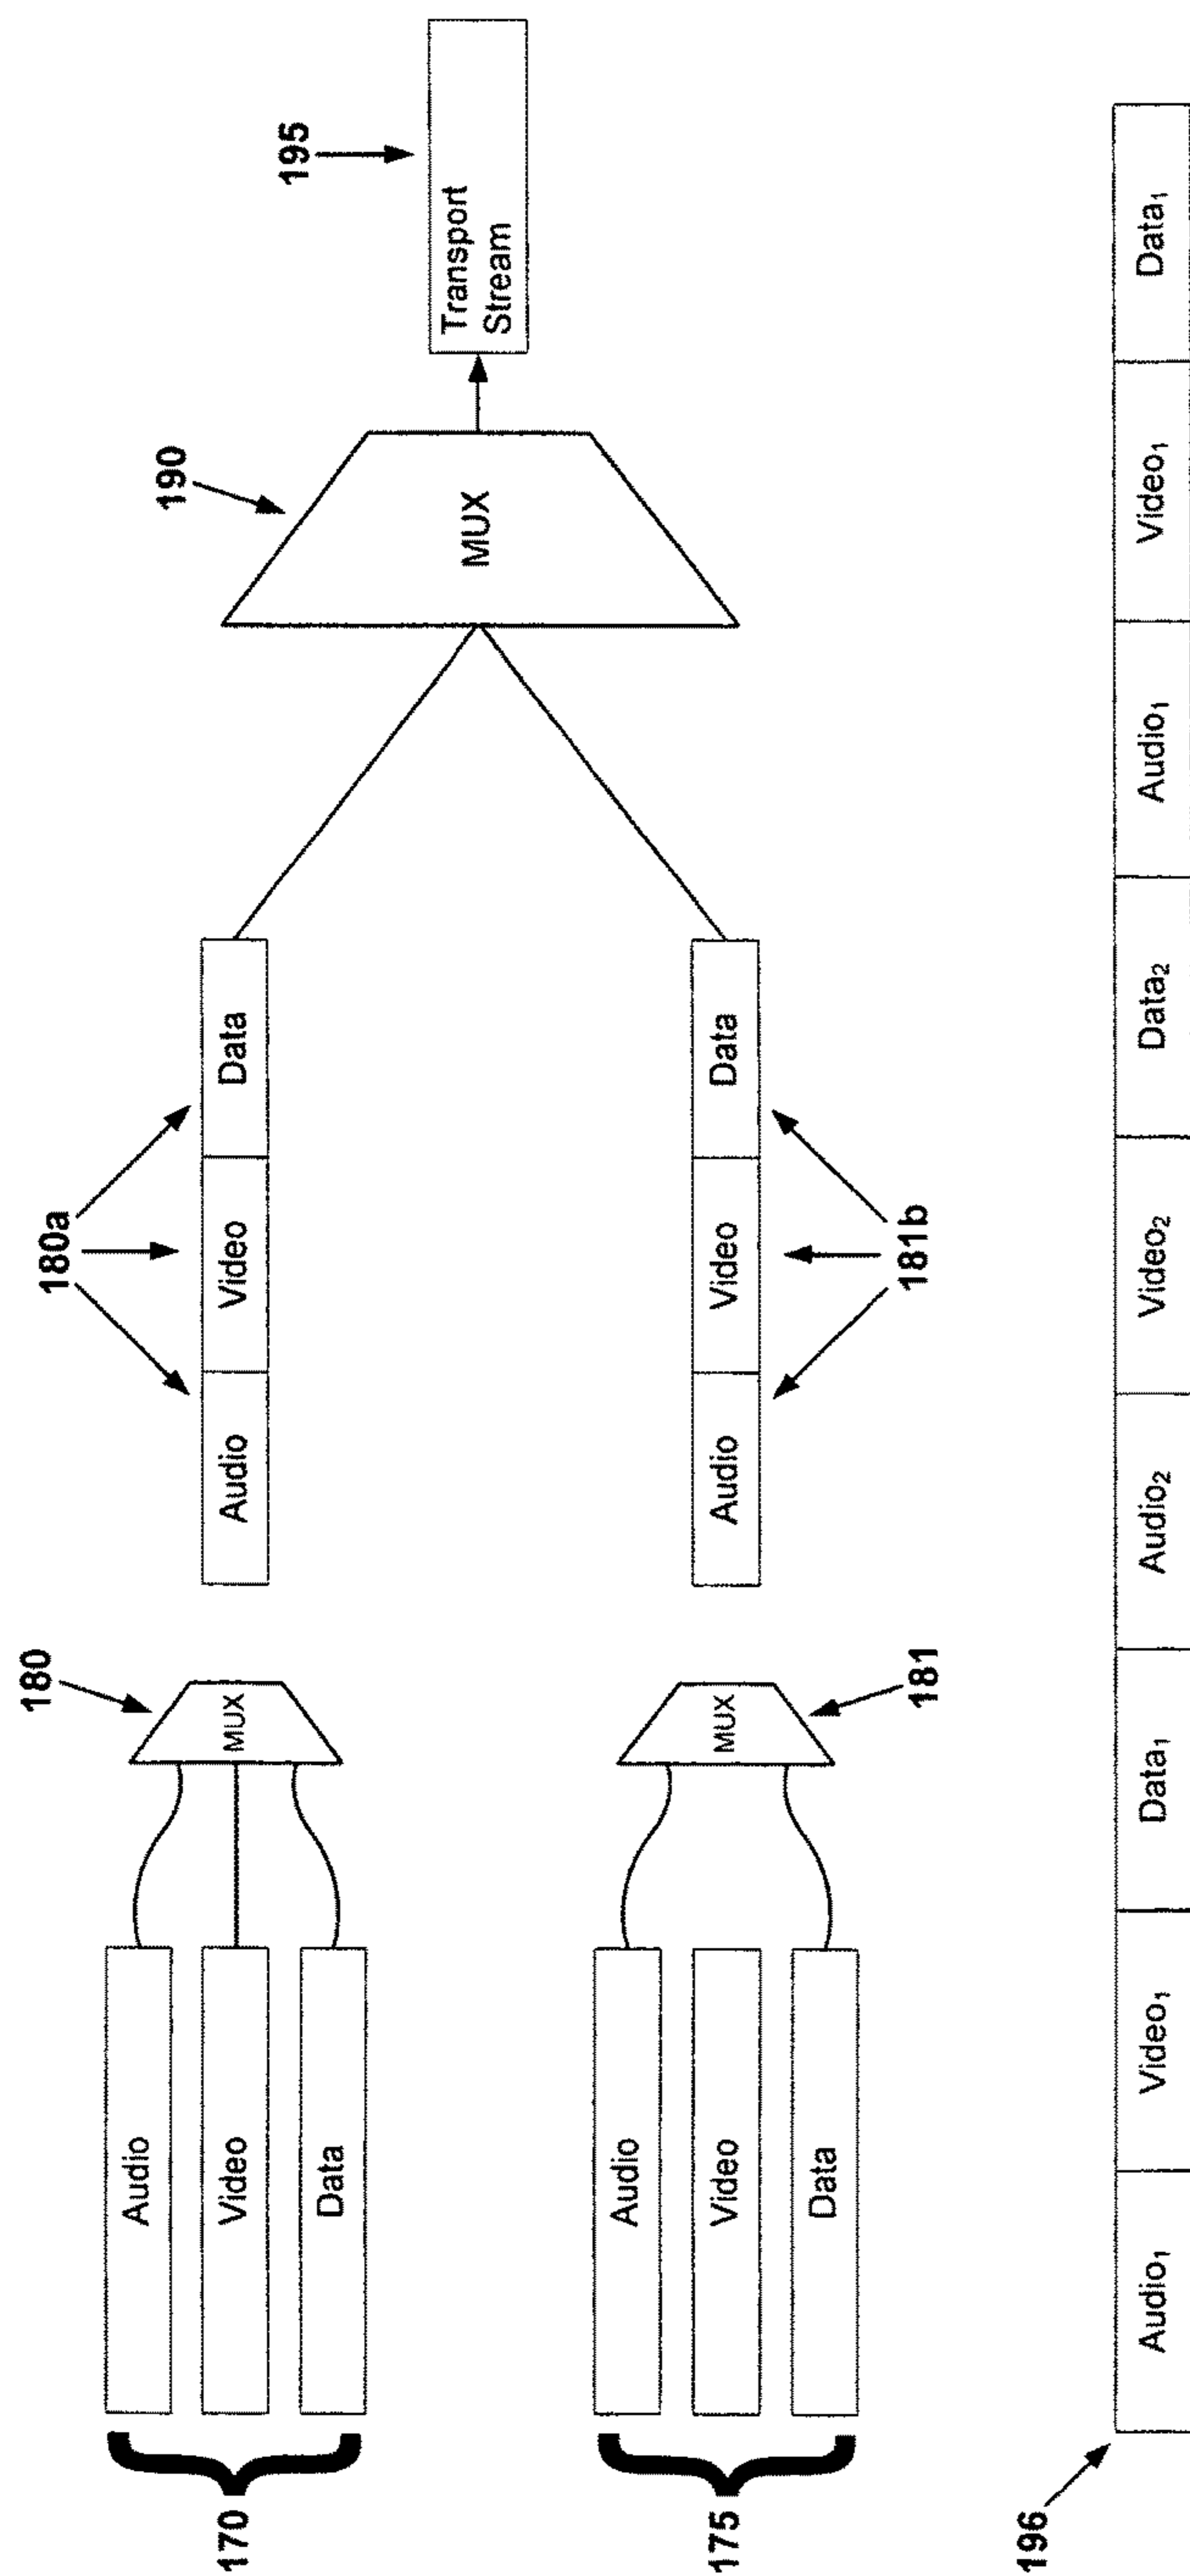 170
Audio
Video
Data
MUX
180
180a
Audio
Video
Data
175
Audio
Video
Data
MUX
181
181b
Audio
Video
Data
190
MUX
195
Transport
Stream
196
Audio₁
Video₁
Data₁
Audio₂
Video₂
Data₂
Audio₁
Video₁
Data₁